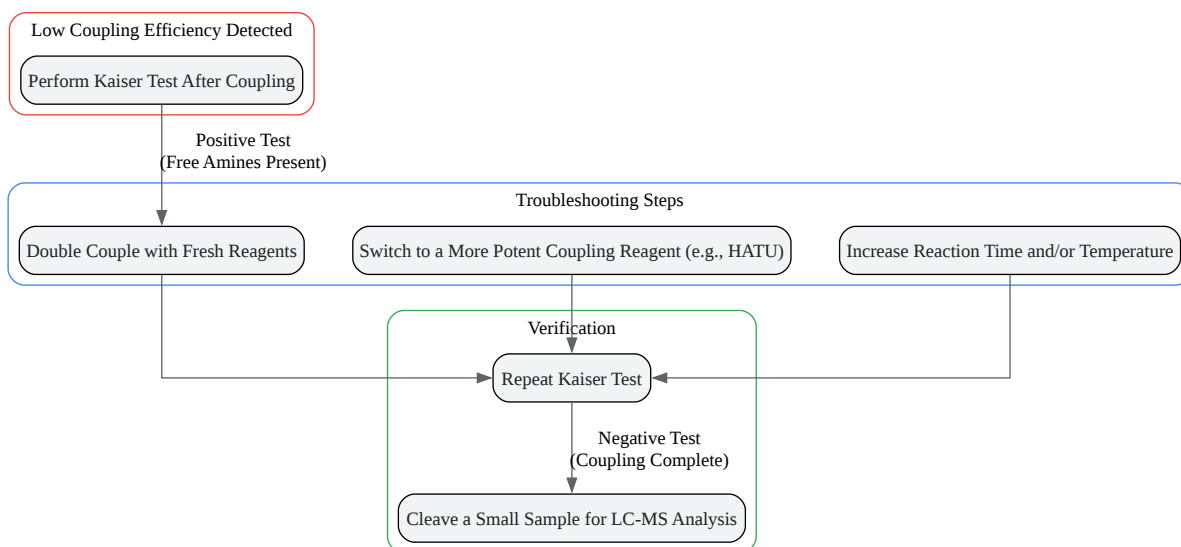 Low Coupling Efficiency Detected
Perform Kaiser Test After Coupling
Positive Test
(Free Amines Present)
Troubleshooting Steps
Double Couple with Fresh Reagents
Switch to a More Potent Coupling Reagent (e.g., HATU)
Increase Reaction Time and/or Temperature
Verification
Repeat Kaiser Test
Negative Test
(Coupling Complete)
Cleave a Small Sample for LC-MS Analysis